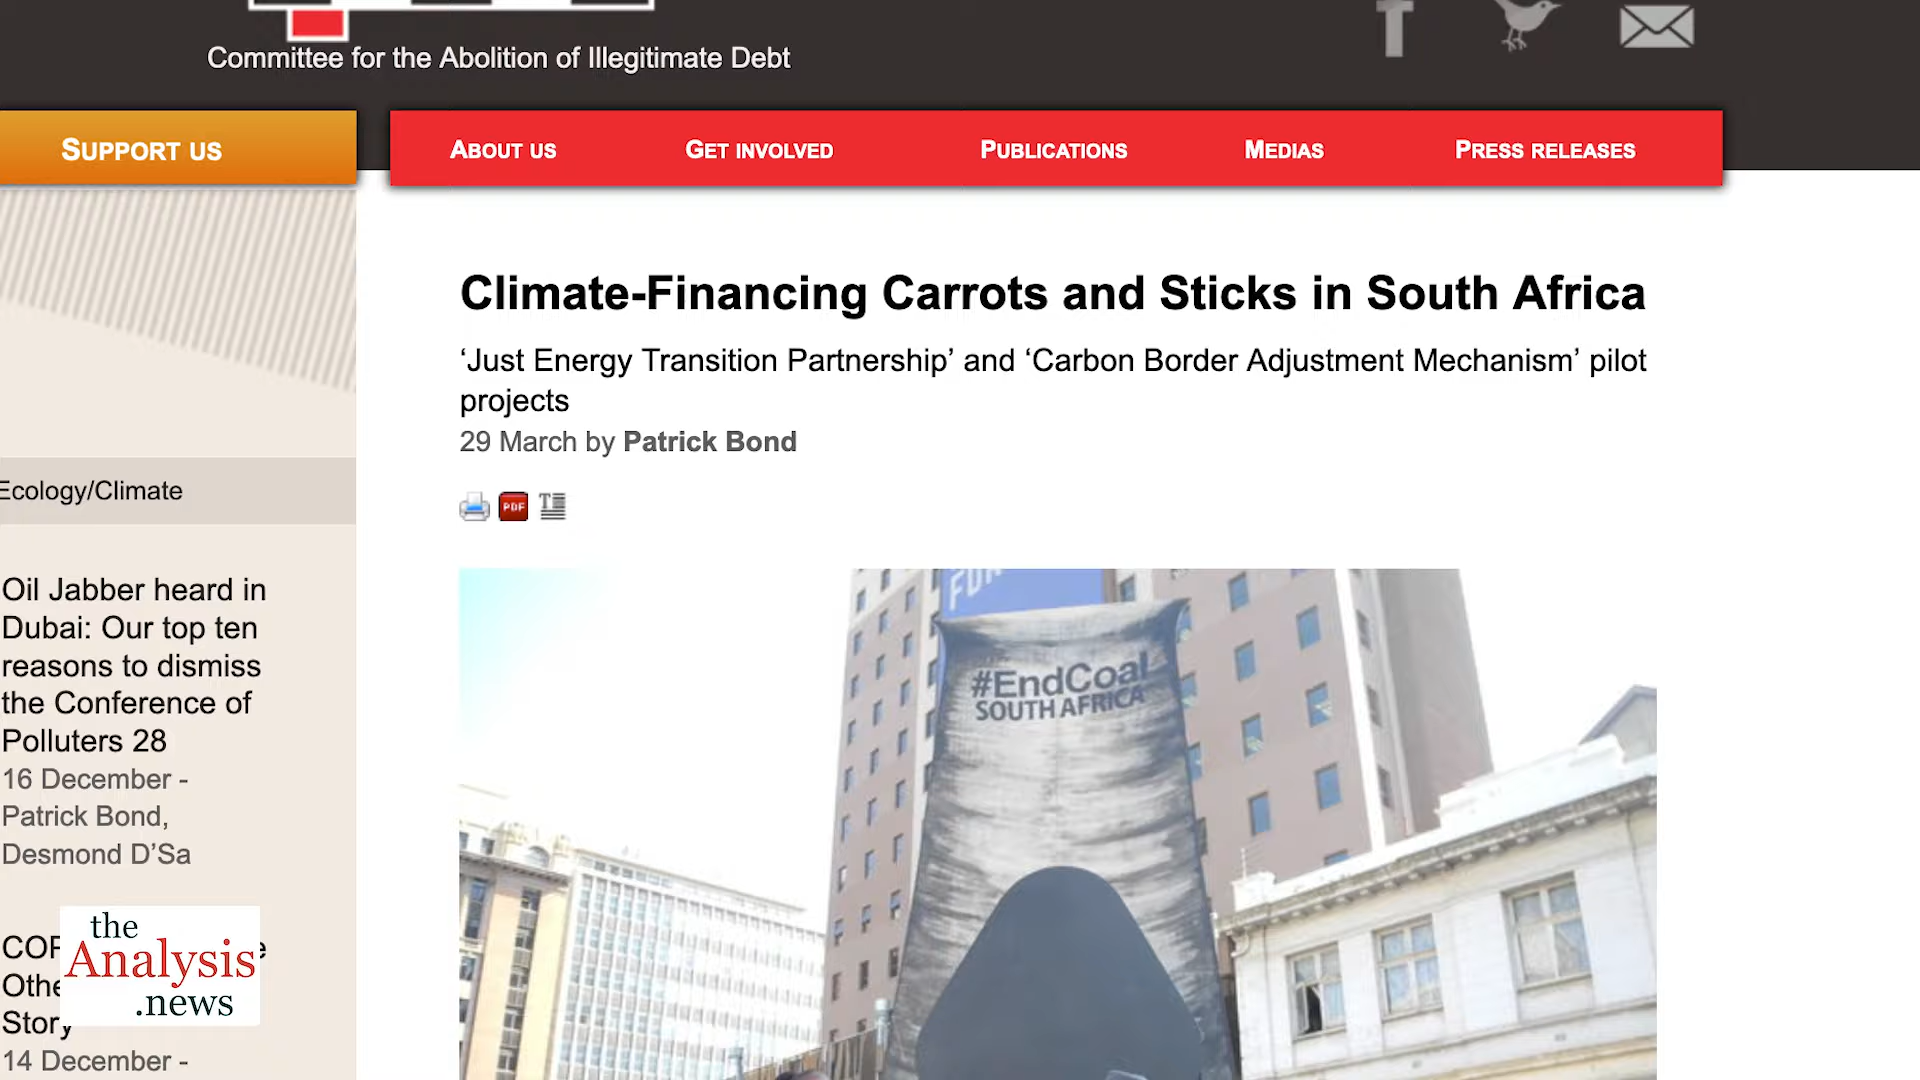 Committee for the Abolition of Illegitimate Debt
SUPPORT US
ABOUT US
GET INVOLVED
PUBLICATIONS
MEDIAS
PRESS RELEASES
Climate-Financing Carrots and Sticks in South Africa
‘Just Energy Transition Partnership’ and ‘Carbon Border Adjustment Mechanism’ pilot
projects
29 March by Patrick Bond
PDF
#EndCoal
SOUTH AFRICA
Ecology/Climate
Oil Jabber heard in
Dubai: Our top ten
reasons to dismiss
the Conference of
Polluters 28
16 December -
Patrick Bond,
Desmond D’Sa
Story
14 December -
the
Analysis
.news